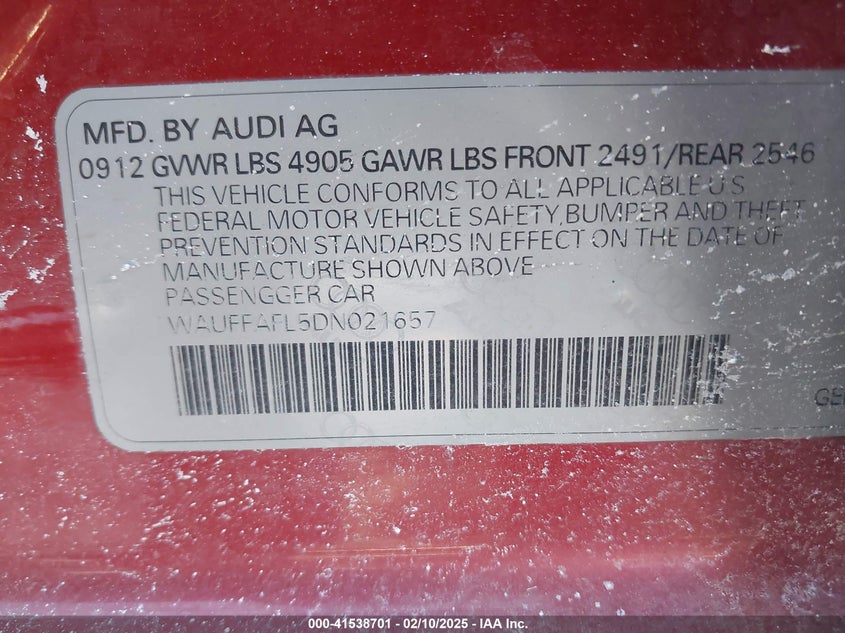 MFD. BY AUDI AG
0912 GVWR LBS 4905 GAWR LBS FRONT 2491/REAR 2546
THIS VEHICLE CONFORMS TO ALL APPLICABLE U S
FEDERAL MOTOR VEHICLE SAFETY,BUMPER AND THEFT
PREVENTION STANDARDS IN EFFECT ON THE DATE OF
MANUFACTURE SHOWN ABOVE
PASSENGGER CAR
WAUFFAFL5DN021657
000-41538701 - 02/10/2025 - IAA Inc.